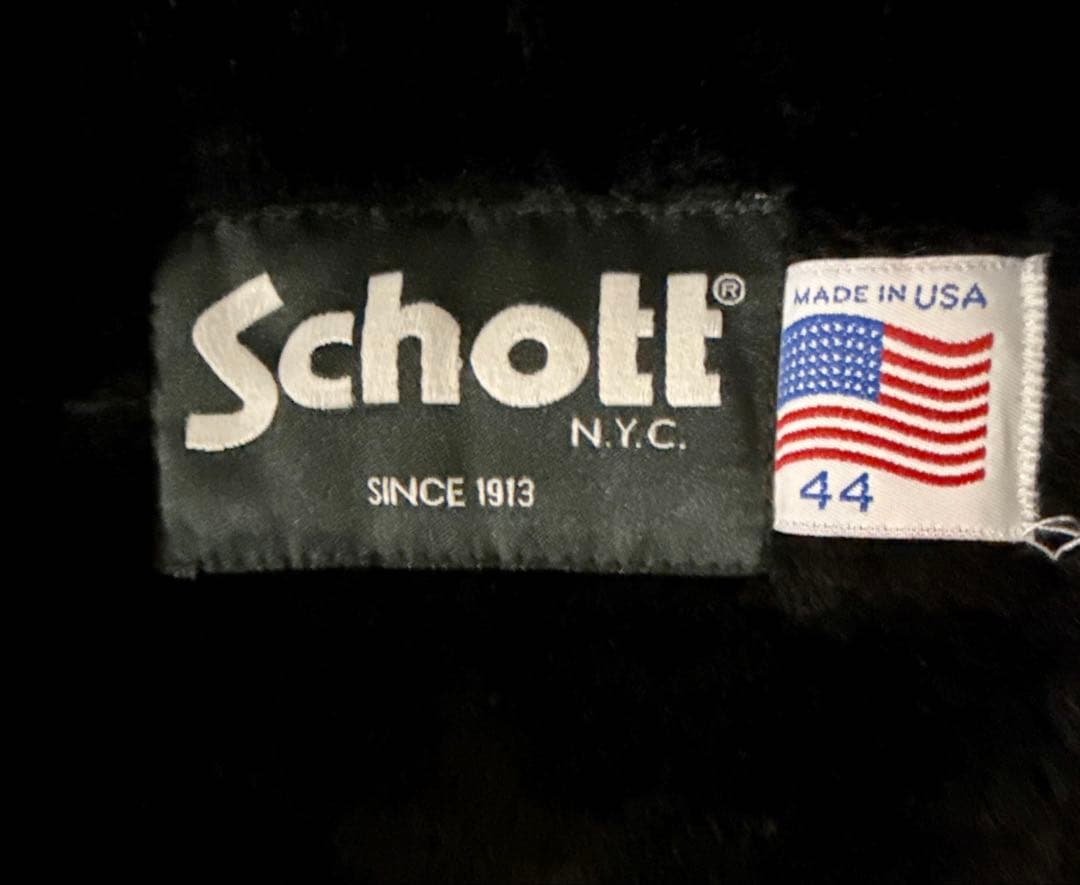 Schott®
N.Y.C.
SINCE 1913
MADE IN USA
44